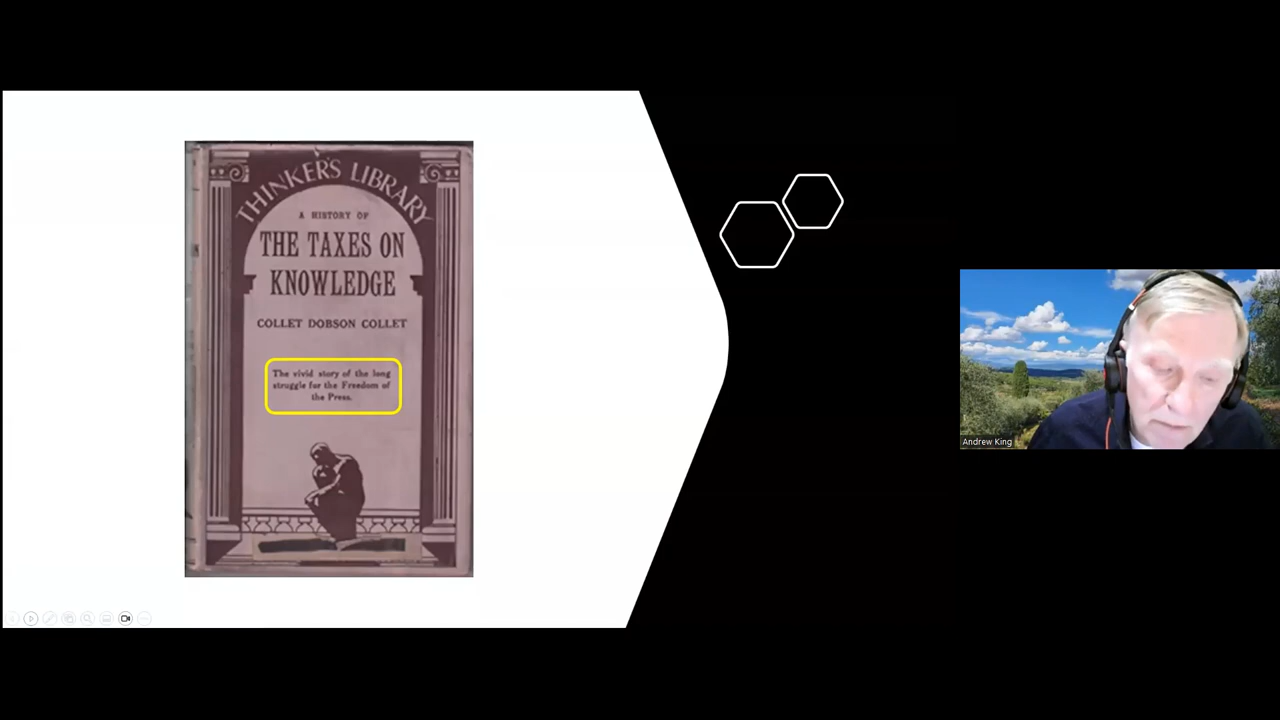 THINKER'S LIBRARY
A HISTORY OF
THE TAXES ON
KNOWLEDGE
COLLET DOBSON COLLET
The vivid story of the long
struggle for the Freedom of
the Press.
Andrew King